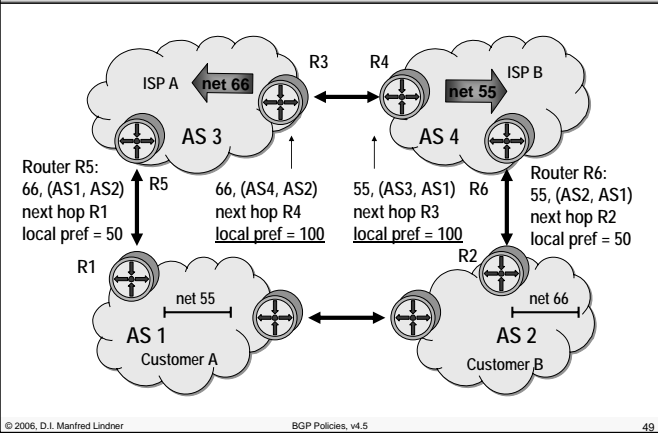 R3
R4
ISP A
net 66
ISP B
net 55
AS 3
AS 4
Router R5:
66, (AS1, AS2)
next hop R1
local pref = 50
R5
66, (AS4, AS2)
next hop R4
local pref = 100
55, (AS3, AS1)
next hop R3
local pref = 100
R6
Router R6:
55, (AS2, AS1)
next hop R2
local pref = 50
R1
R2
net 55
net 66
AS 1
AS 2
Customer A
Customer B
© 2006, D.I. Manfred Lindner
BGP Policies, v4.5
49